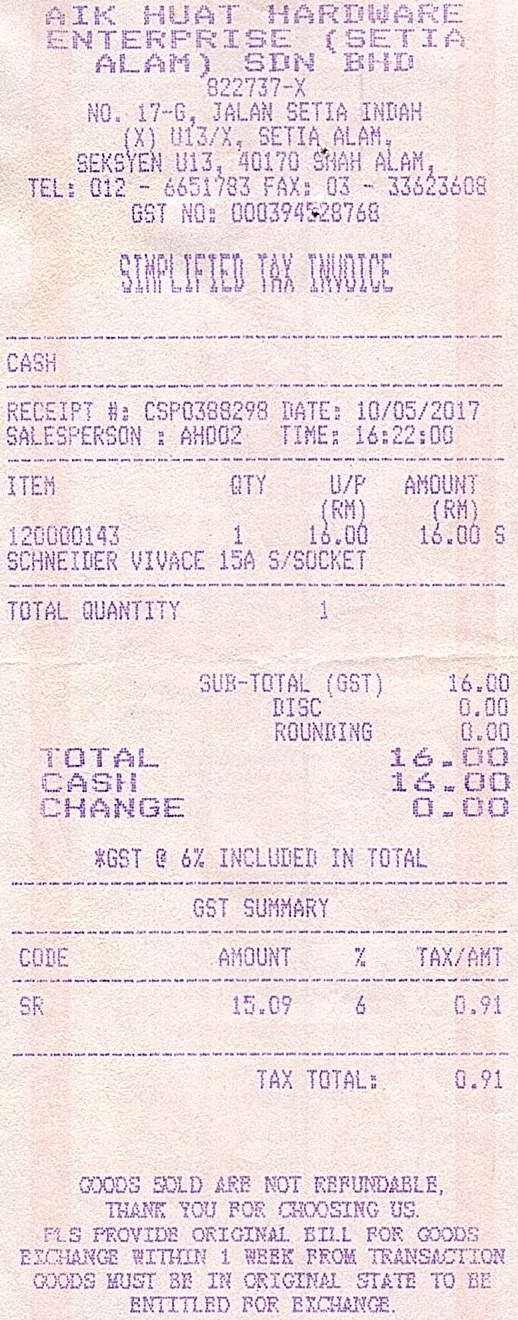 AIK HUAT HARDWARE
ENTERPRISE (SETIA
ALAM) SDN BHD
822737-X
NO. 17-G, JALAN SETIA INDAH
(X) U13/X, SETIA ALAM,
SEKSYEN U13, 40170 SHAH ALAM,
TEL: 012 - 6651783 FAX: 03 - 33623608
GST NO: 000394528768
SIMPLIFIED TAX INVOICE
CASH
RECEIPT #: CSP0388298 DATE: 10/05/2017
SALESPERSON : AH002 TIME: 16:22:00
ITEM QTY U/P AMOUNT
(RM) (RM)
120000143 1 16.00 16.00 S
SCHNEIDER VIVACE 15A S/SOCKET
TOTAL QUANTITY 1
SUB-TOTAL (GST) 16.00
DISC 0.00
ROUNDING 0.00
TOTAL 16.00
CASH 16.00
CHANGE 0.00
*GST @ 6% INCLUDED IN TOTAL
GST SUMMARY
CODE AMOUNT % TAX/AMT
SR 15.09 6 0.91
TAX TOTAL: 0.91
GOODS SOLD ARE NOT REFUNDABLE,
THANK YOU FOR CHOOSING US.
PLS PROVIDE ORIGINAL BILL FOR GOODS
EXCHANGE WITHIN 1 WEEK FROM TRANSACTION
GOODS MUST BE IN ORIGINAL STATE TO BE
ENTITLED FOR EXCHANGE.